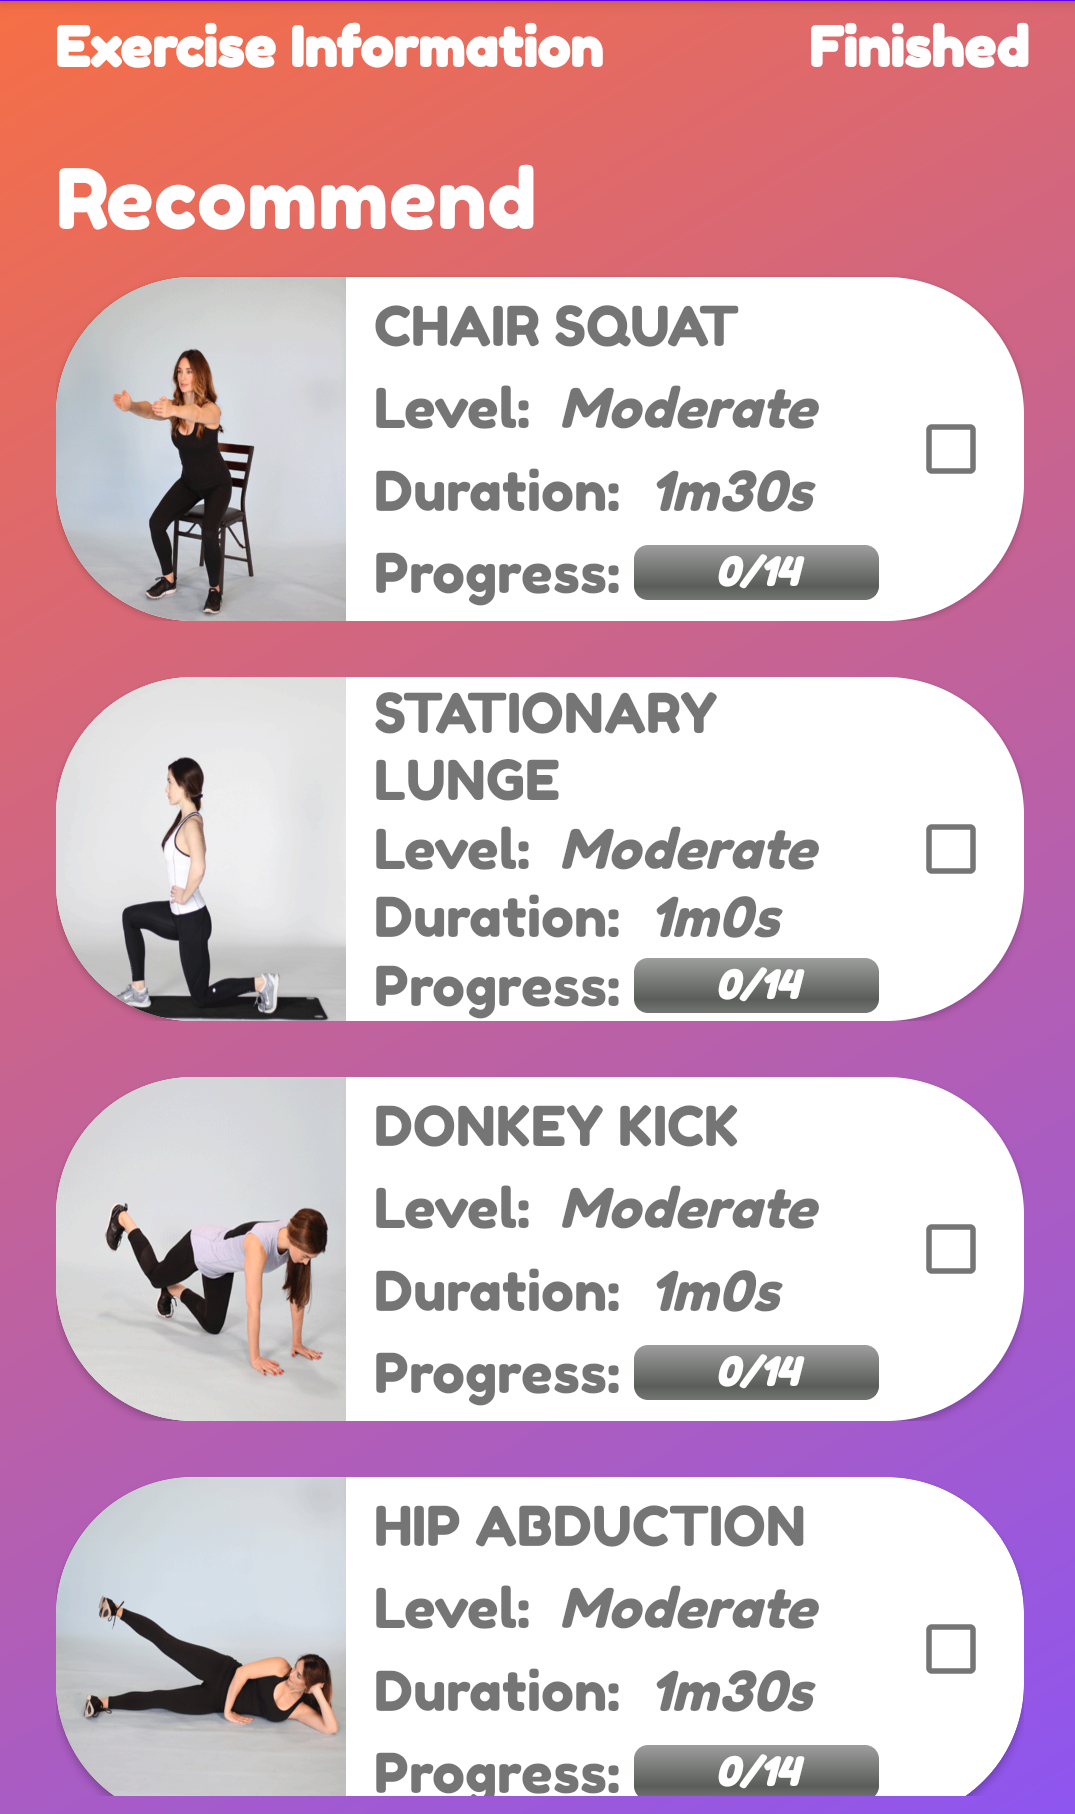 Exercise Information Finished
Recommend
CHAIR SQUAT
Level: Moderate
Duration: 1m30s
Progress: 0/14
STATIONARY
LUNGE
Level: Moderate
Duration: 1m0s
Progress: 0/14
DONKEY KICK
Level: Moderate
Duration: 1m0s
Progress: 0/14
HIP ABDUCTION
Level: Moderate
Duration: 1m30s
Progress: 0/14